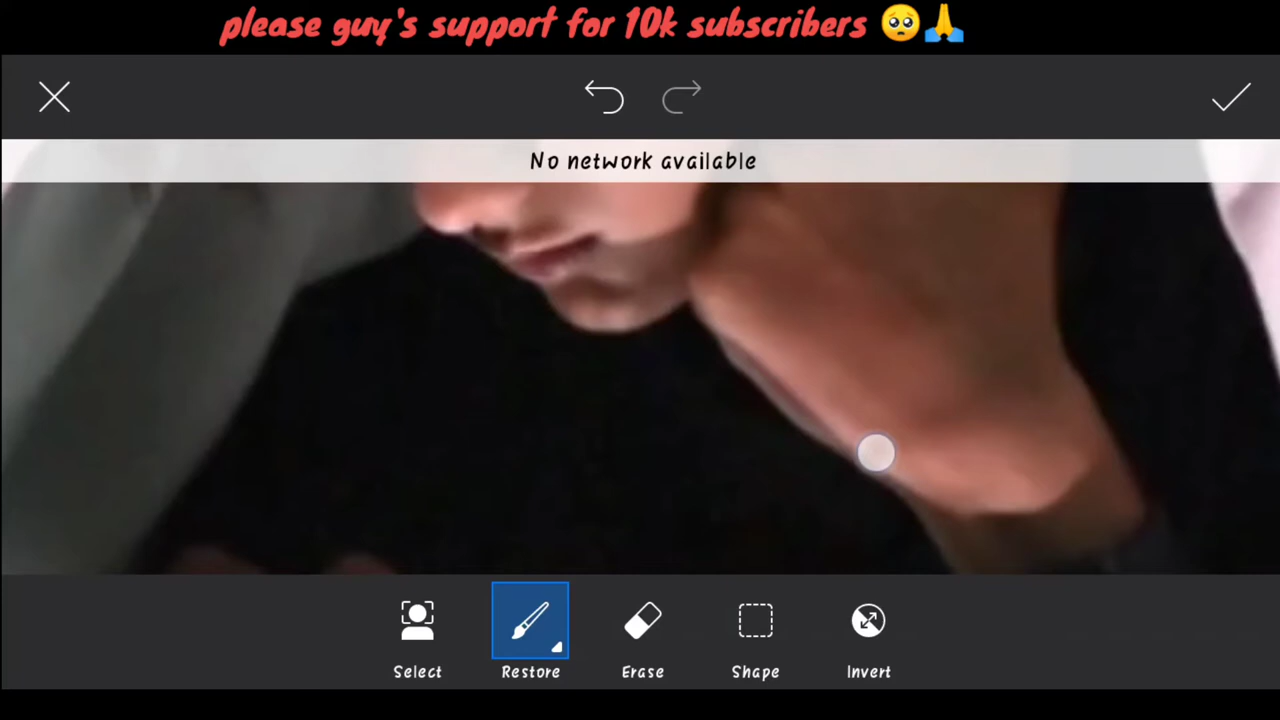 please guy's support for 10k subscribers 🥺🙏
No network available
Select
Restore
Erase
Shape
Invert